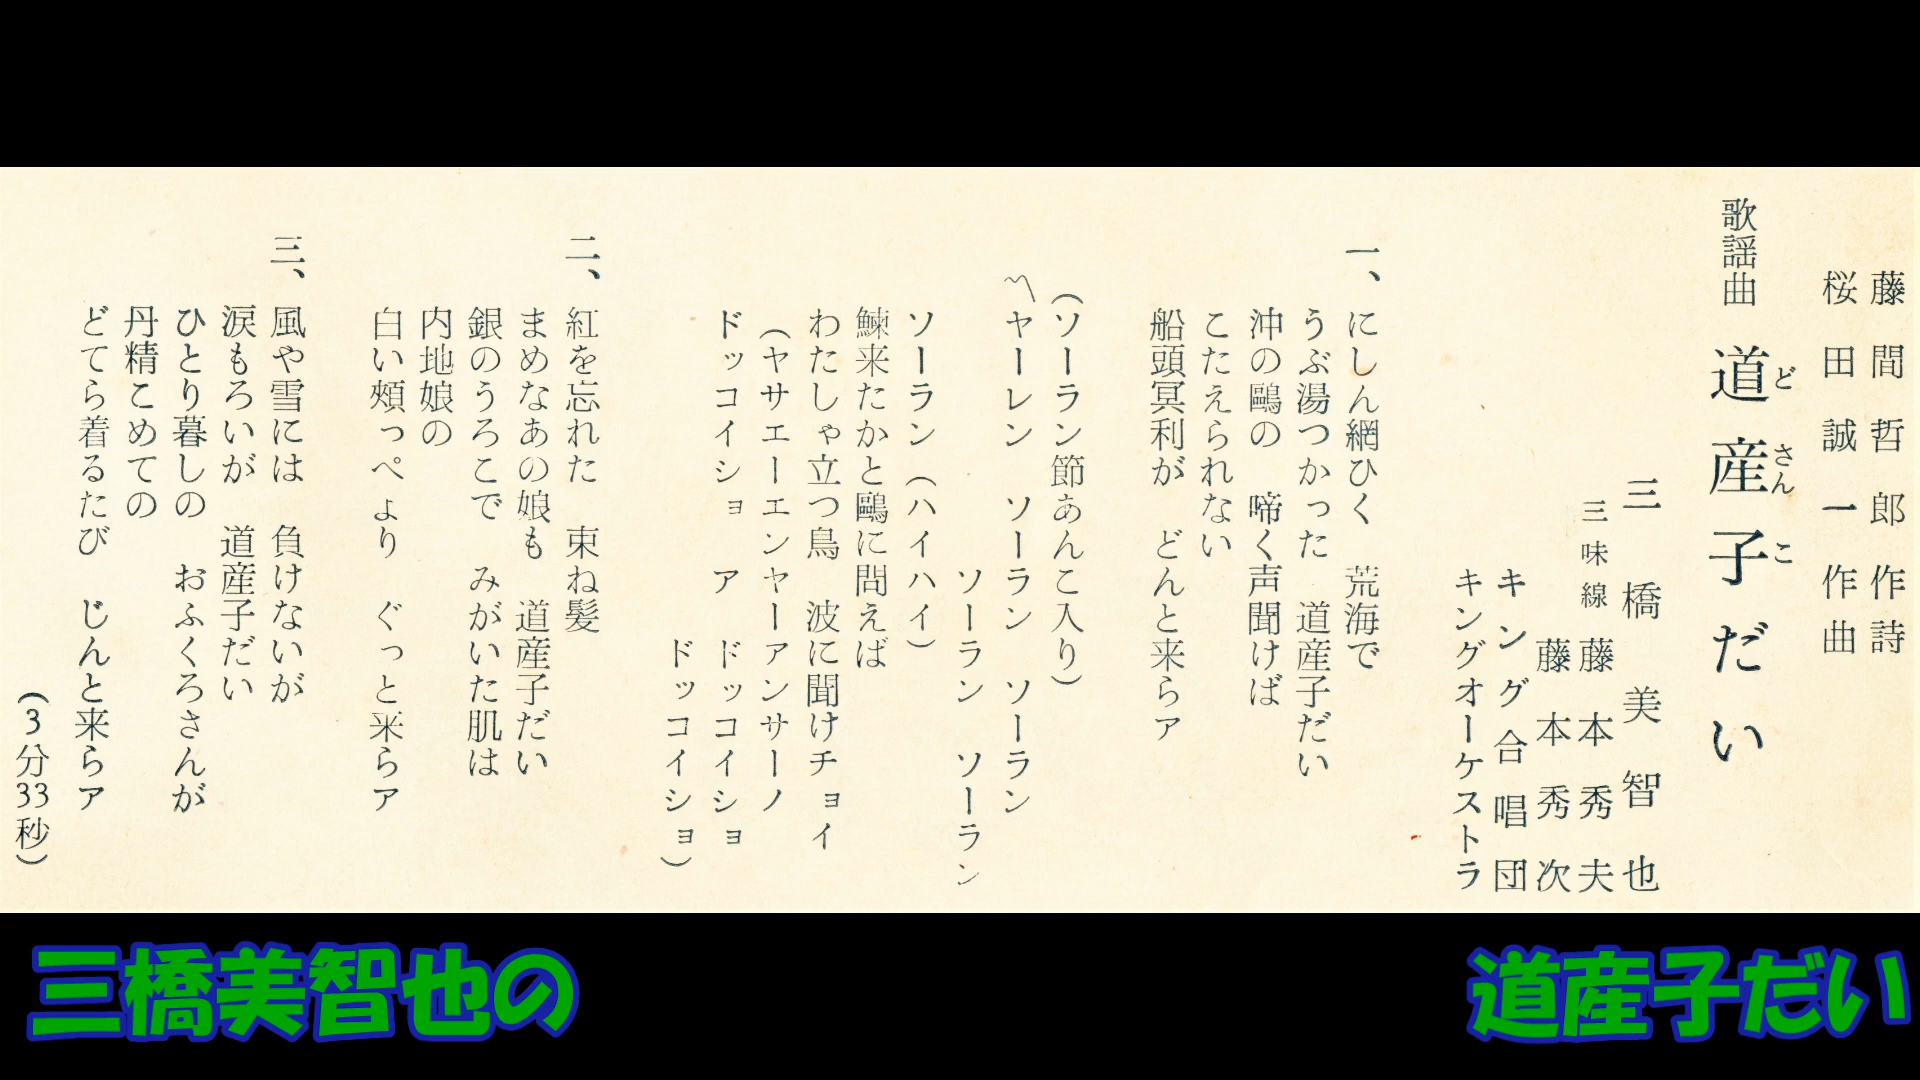 藤間哲郎作詩
桜田誠一作曲
歌謡曲 道産子だい
どさんこ
三橋美智也
三味線 藤本秀夫
藤本秀次
キング合唱団
キングオーケストラ
一、にしん網ひく 荒海で
うぶ湯つかった 道産子だい
沖の鷗の 啼く声聞けば
こたえられない
船頭冥利が どんと来らア
(ソーラン節あんこ入り)
〽ヤーレン ソーラン ソーラン
ソーラン ソーラン
ソーラン(ハイハイ)
鰊来たかと鷗に問えば
わたしゃ立つ鳥 波に聞けチョイ
(ヤサエーエンヤーアンサーノ
ドッコイショ ア ドッコイショ
ドッコイショ)
二、紅を忘れた 束ね髪
まめなあの娘も 道産子だい
銀のうろこで みがいた肌は
内地娘の
白い頰っぺより ぐっと来らア
三、風や雪には 負けないが
涙もろいが 道産子だい
ひとり暮しの おふくろさんが
丹精こめての
どてら着るたび じんと来らア
(3分33秒)
三橋美智也の
道産子だい